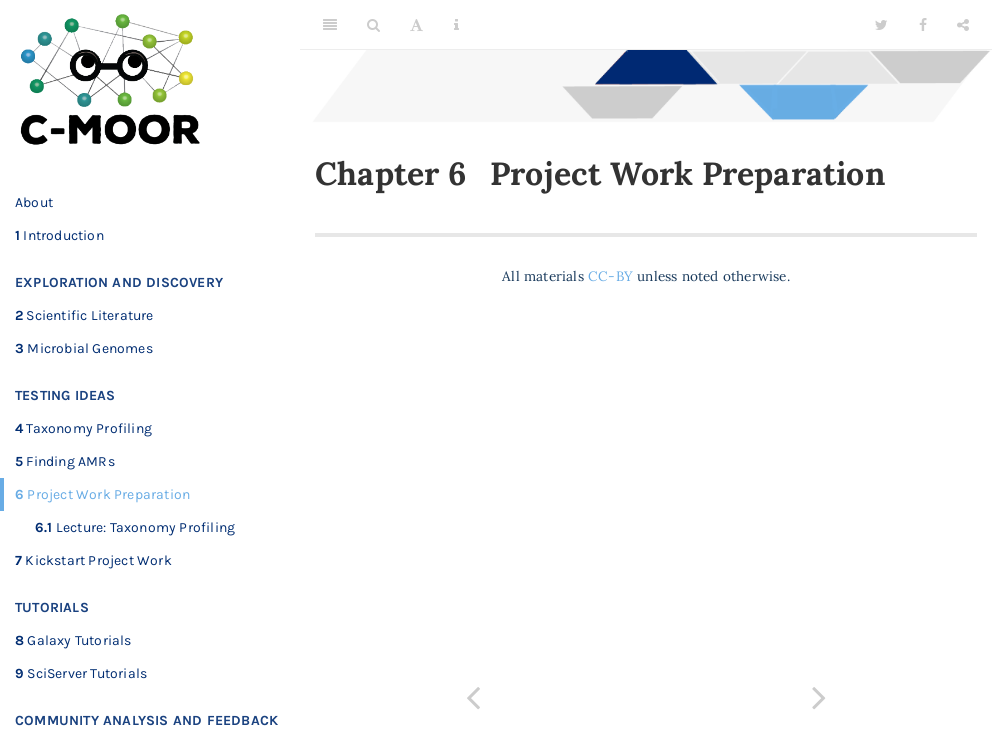 C-MOOR
About
1 Introduction
EXPLORATION AND DISCOVERY
2 Scientific Literature
3 Microbial Genomes
TESTING IDEAS
4 Taxonomy Profiling
5 Finding AMRs
6 Project Work Preparation
6.1 Lecture: Taxonomy Profiling
7 Kickstart Project Work
TUTORIALS
8 Galaxy Tutorials
9 SciServer Tutorials
COMMUNITY ANALYSIS AND FEEDBACK
A
Chapter 6 Project Work Preparation
All materials CC-BY unless noted otherwise.